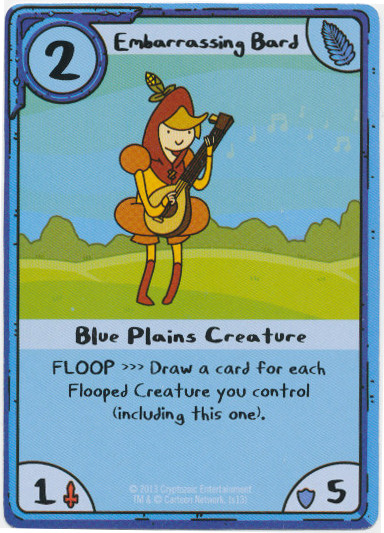 2
Embarrassing Bard
Blue Plains Creature
FLOOP >>> Draw a card for each
Flooped Creature you control
(including this one).
1
5
© 2013 Cryptozoic Entertainment
TM & © Cartoon Network. (s13)